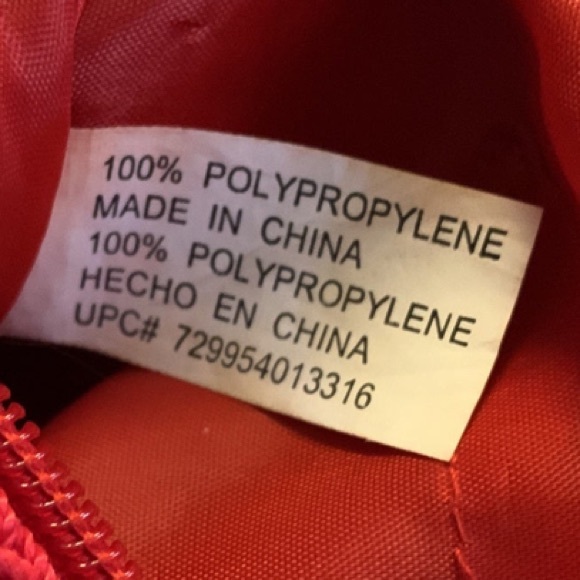 100% POLYPROPYLENE
MADE IN CHINA
100% POLYPROPYLENE
HECHO EN CHINA
UPC# 729954013316